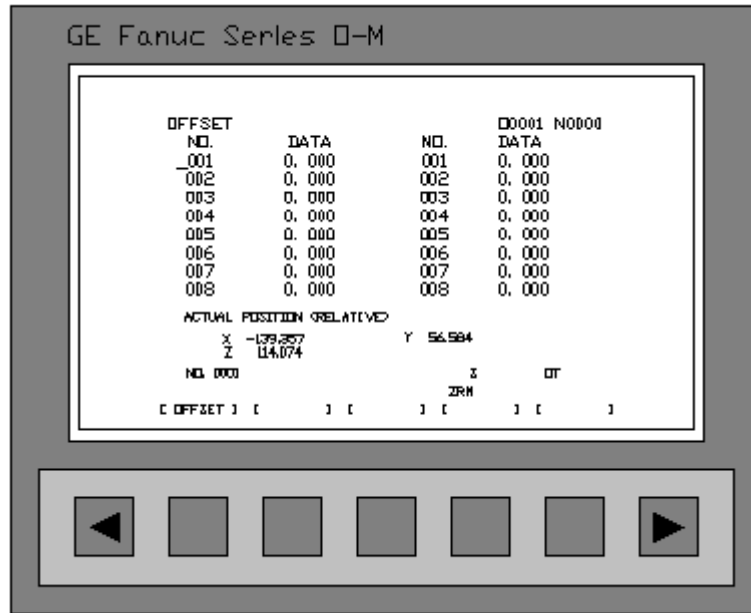 GE Fanuc Series O-M
OFFSET O0001 N0000
NO. DATA NO. DATA
_001 0. 000 001 0. 000
002 0. 000 002 0. 000
003 0. 000 003 0. 000
004 0. 000 004 0. 000
005 0. 000 005 0. 000
006 0. 000 006 0. 000
007 0. 000 007 0. 000
008 0. 000 008 0. 000
ACTUAL POSITION (RELATIVE)
X -139.357 Y 56.584
Z 114.074
NO. 0000 S 0T
ZRN
[ OFFSET ] [ ] [ ] [ ] [ ]